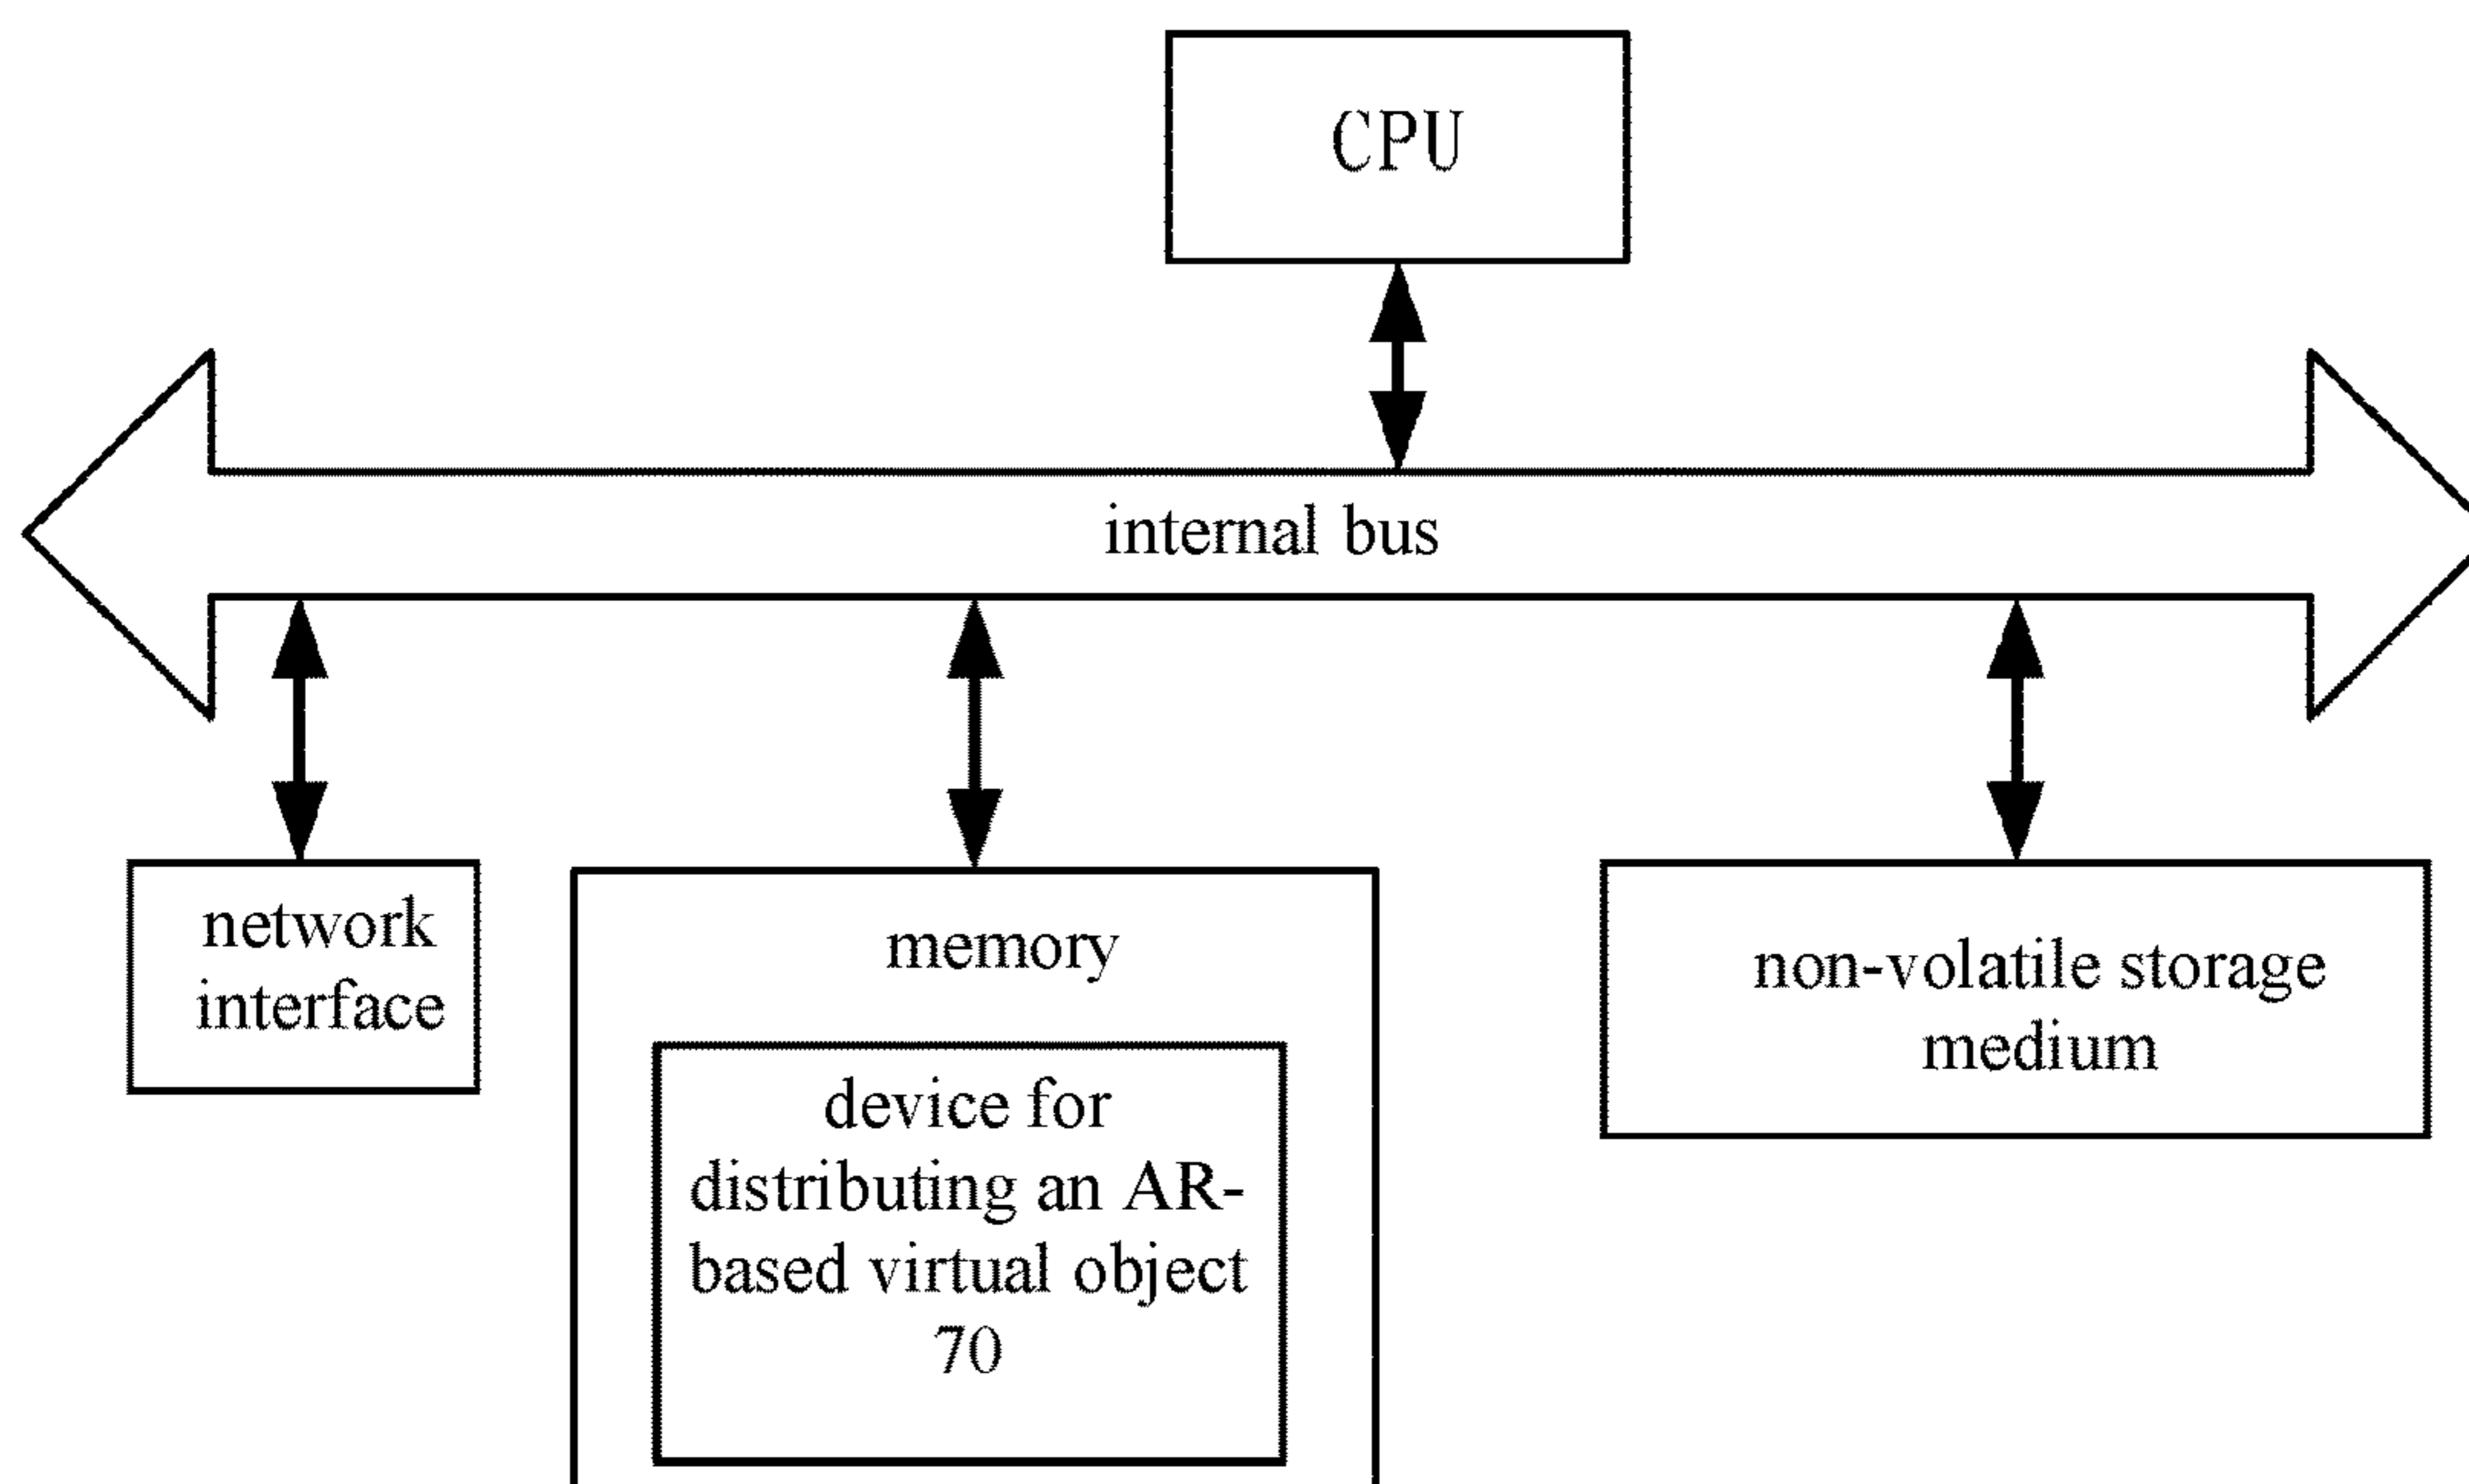 CPU
internal bus
network
interface
memory
device for
distributing an AR-
based virtual object
70
non-volatile storage
medium